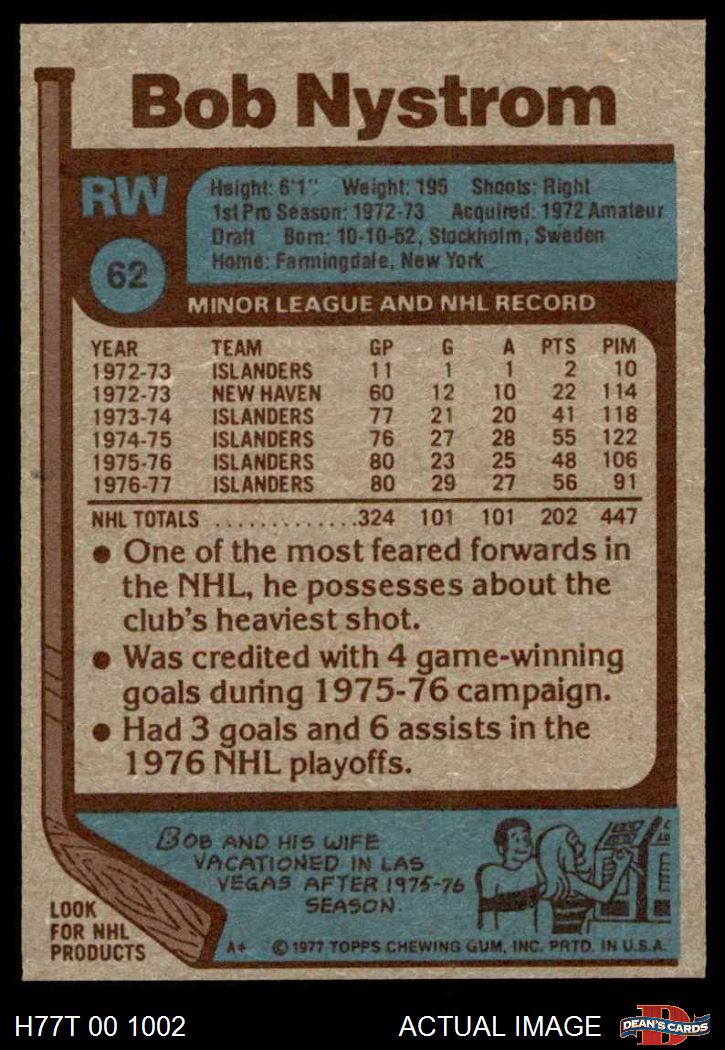 Bob Nystrom
RW
Height: 6'1" Weight: 195 Shoots: Right
1st Pro Season: 1972-73 Acquired: 1972 Amateur
Draft Born: 10-10-52, Stockholm, Sweden
Home: Farmingdale, New York
62
MINOR LEAGUE AND NHL RECORD
YEAR TEAM GP G A PTS PIM
1972-73 ISLANDERS 11 1 1 2 10
1972-73 NEW HAVEN 60 12 10 22 114
1973-74 ISLANDERS 77 21 20 41 118
1974-75 ISLANDERS 76 27 28 55 122
1975-76 ISLANDERS 80 23 25 48 106
1976-77 ISLANDERS 80 29 27 56 91
NHL TOTALS .............324 101 101 202 447
● One of the most feared forwards in
the NHL, he possesses about the
club's heaviest shot.
● Was credited with 4 game-winning
goals during 1975-76 campaign.
● Had 3 goals and 6 assists in the
1976 NHL playoffs.
BOB AND HIS WIFE
VACATIONED IN LAS
VEGAS AFTER 1975-76
SEASON.
LOOK
FOR NHL
PRODUCTS
A* © 1977 TOPPS CHEWING GUM, INC. PRTD. IN U.S.A.
H77T 00 1002 ACTUAL IMAGE D DEAN'S CARDS